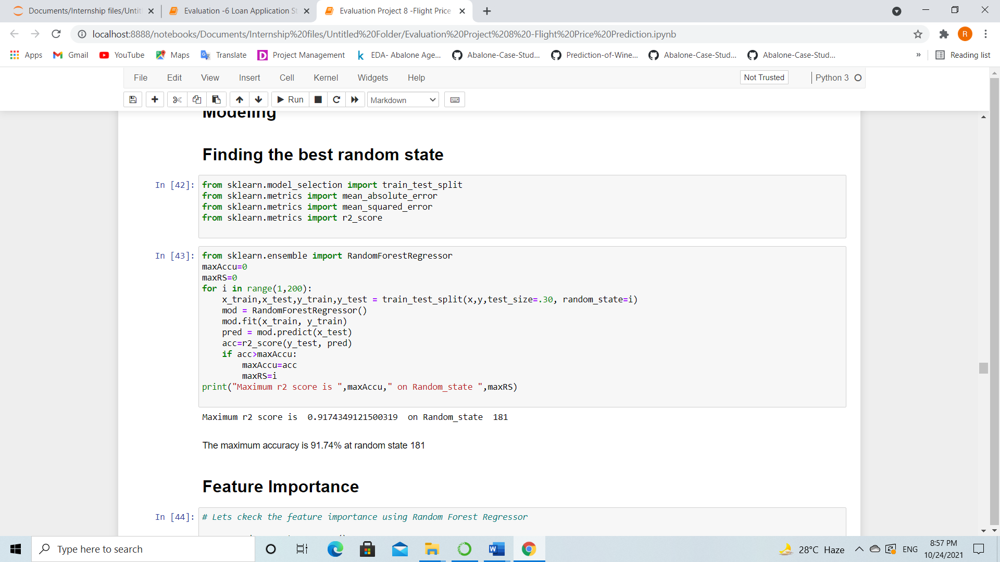 Documents/Internship files/Untit
Evaluation -6 Loan Application St
Evaluation Project 8 -Flight Price
localhost:8888/notebooks/Documents/Internship%20files/Untitled%20Folder/Evaluation%20Project%208%20-Flight%20Price%20Prediction.ipynb
R
Apps
Gmail
YouTube
Maps
Translate
Project Management
EDA- Abalone Age...
Abalone-Case-Stud...
Prediction-of-Wine...
Abalone-Case-Stud...
Abalone-Case-Stud...
»
Reading list
File Edit View Insert Cell Kernel Widgets Help
Not Trusted
Python 3
Run
Markdown
Modeling
Finding the best random state
In [42]:
from sklearn.model_selection import train_test_split
from sklearn.metrics import mean_absolute_error
from sklearn.metrics import mean_squared_error
from sklearn.metrics import r2_score
In [43]:
from sklearn.ensemble import RandomForestRegressor
maxAccu=0
maxRS=0
for i in range(1,200):
    x_train,x_test,y_train,y_test = train_test_split(x,y,test_size=.30, random_state=i)
    mod = RandomForestRegressor()
    mod.fit(x_train, y_train)
    pred = mod.predict(x_test)
    acc=r2_score(y_test, pred)
    if acc>maxAccu:
        maxAccu=acc
        maxRS=i
print("Maximum r2 score is ",maxAccu," on Random_state ",maxRS)
Maximum r2 score is  0.9174349121500319  on Random_state  181
The maximum accuracy is 91.74% at random state 181
Feature Importance
In [44]:
# Lets ckeck the feature importance using Random Forest Regressor
Type here to search
28°C Haze
ENG
8:57 PM
10/24/2021